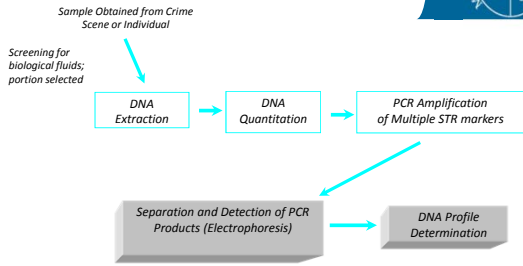 Sample Obtained from Crime
Scene or Individual
Screening for
biological fluids;
portion selected
DNA
Extraction
DNA
Quantitation
PCR Amplification
of Multiple STR markers
Separation and Detection of PCR
Products (Electrophoresis)
DNA Profile
Determination